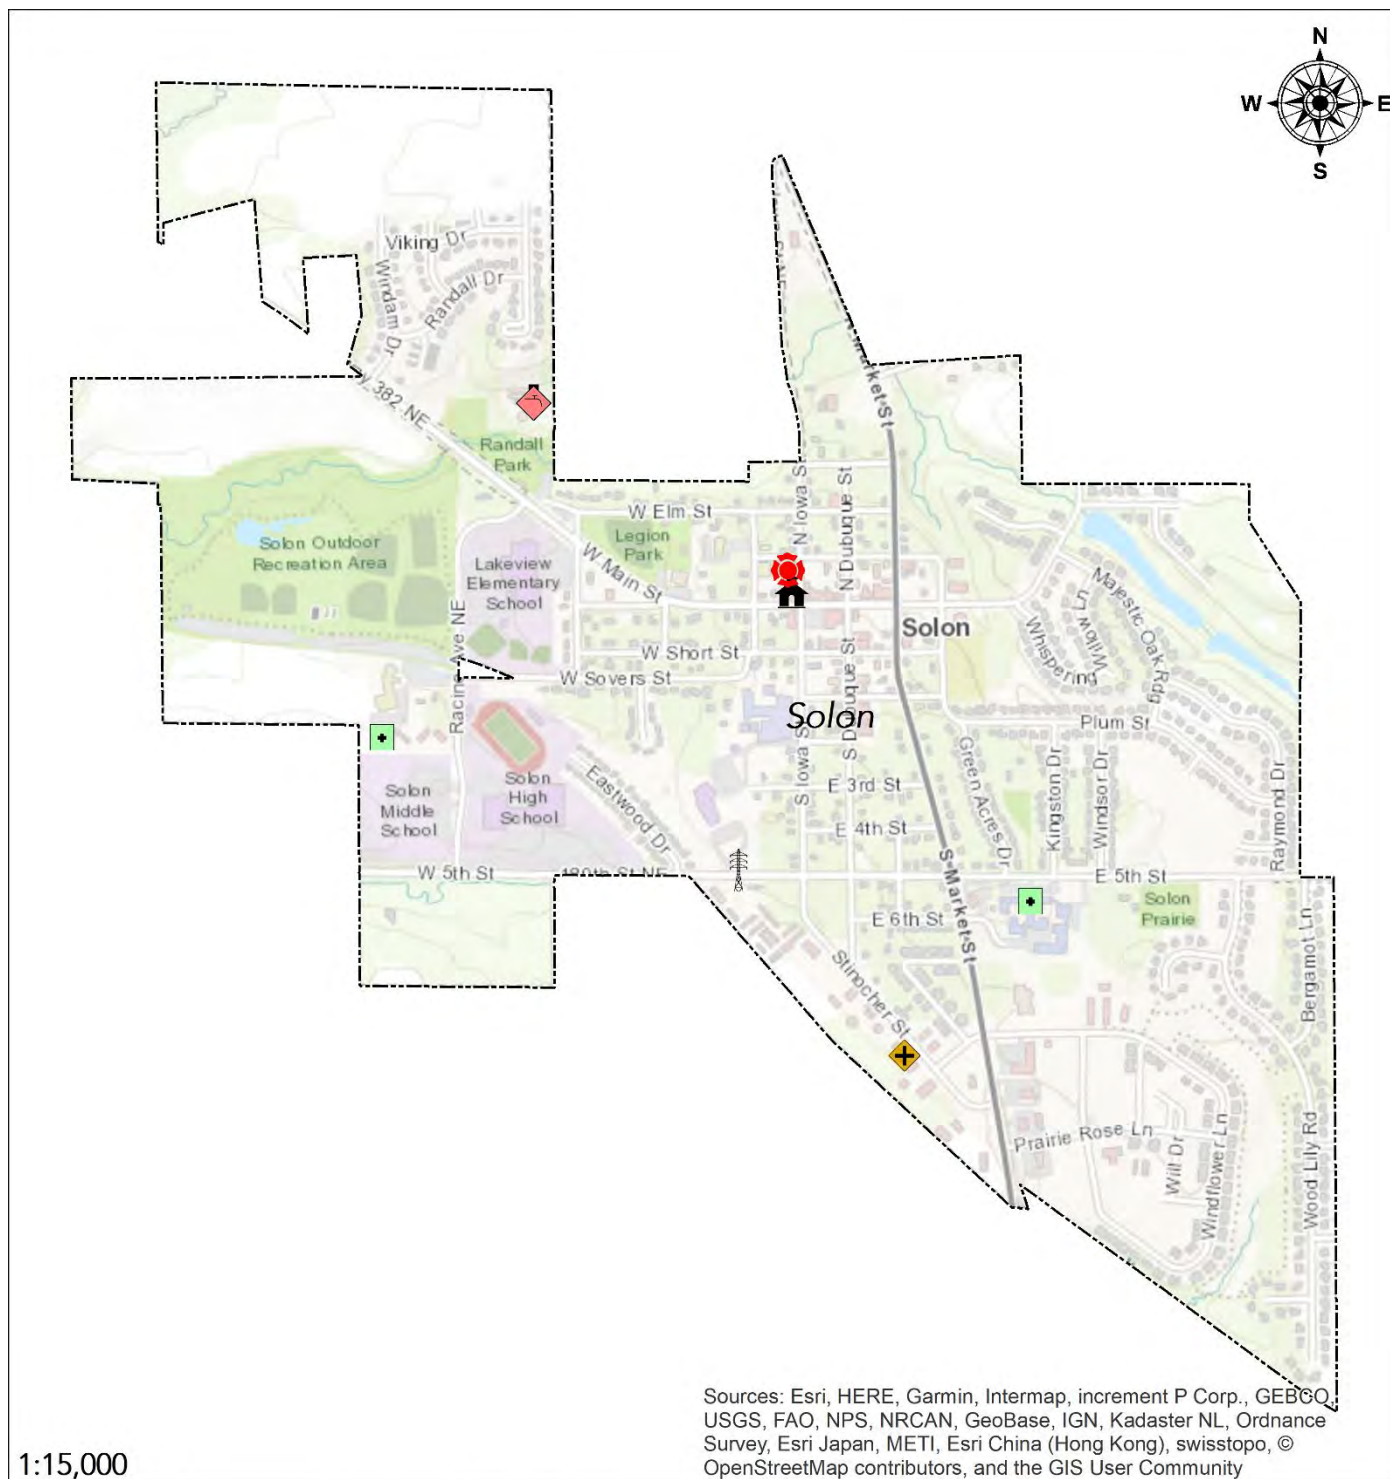 N
W
E
S
Viking Dr
Windam Dr
Randall Dr
y 382 NE
Randall
Park
N Market St
W Elm St
N Iowa St
N Dubuque St
Legion
Park
Solon Outdoor
Recreation Area
Lakeview
Elementary
School
W Main St
Majestic Oak Rdg
Willow Ln
Whispering
Solon
W Short St
W Sovers St
Racine Ave NE
Solon
S Dubuque St
S Iowa St
Plum St
Green Acres Dr
Kingston Dr
Windsor Dr
Raymond Dr
Solon
Middle
School
Solon
High
School
Eastwood Dr
E 3rd St
E 4th St
W 5th St
180th St NE
S Market St
E 5th St
E 6th St
Solon
Prairie
Stinocher St
Bergamot Ln
Prairie Rose Ln
Will Dr
Windflower Ln
Wood Lily Rd
Sources: Esri, HERE, Garmin, Intermap, increment P Corp., GEBCO,
USGS, FAO, NPS, NRCAN, GeoBase, IGN, Kadaster NL, Ordnance
Survey, Esri Japan, METI, Esri China (Hong Kong), swisstopo, ©
OpenStreetMap contributors, and the GIS User Community
1:15,000